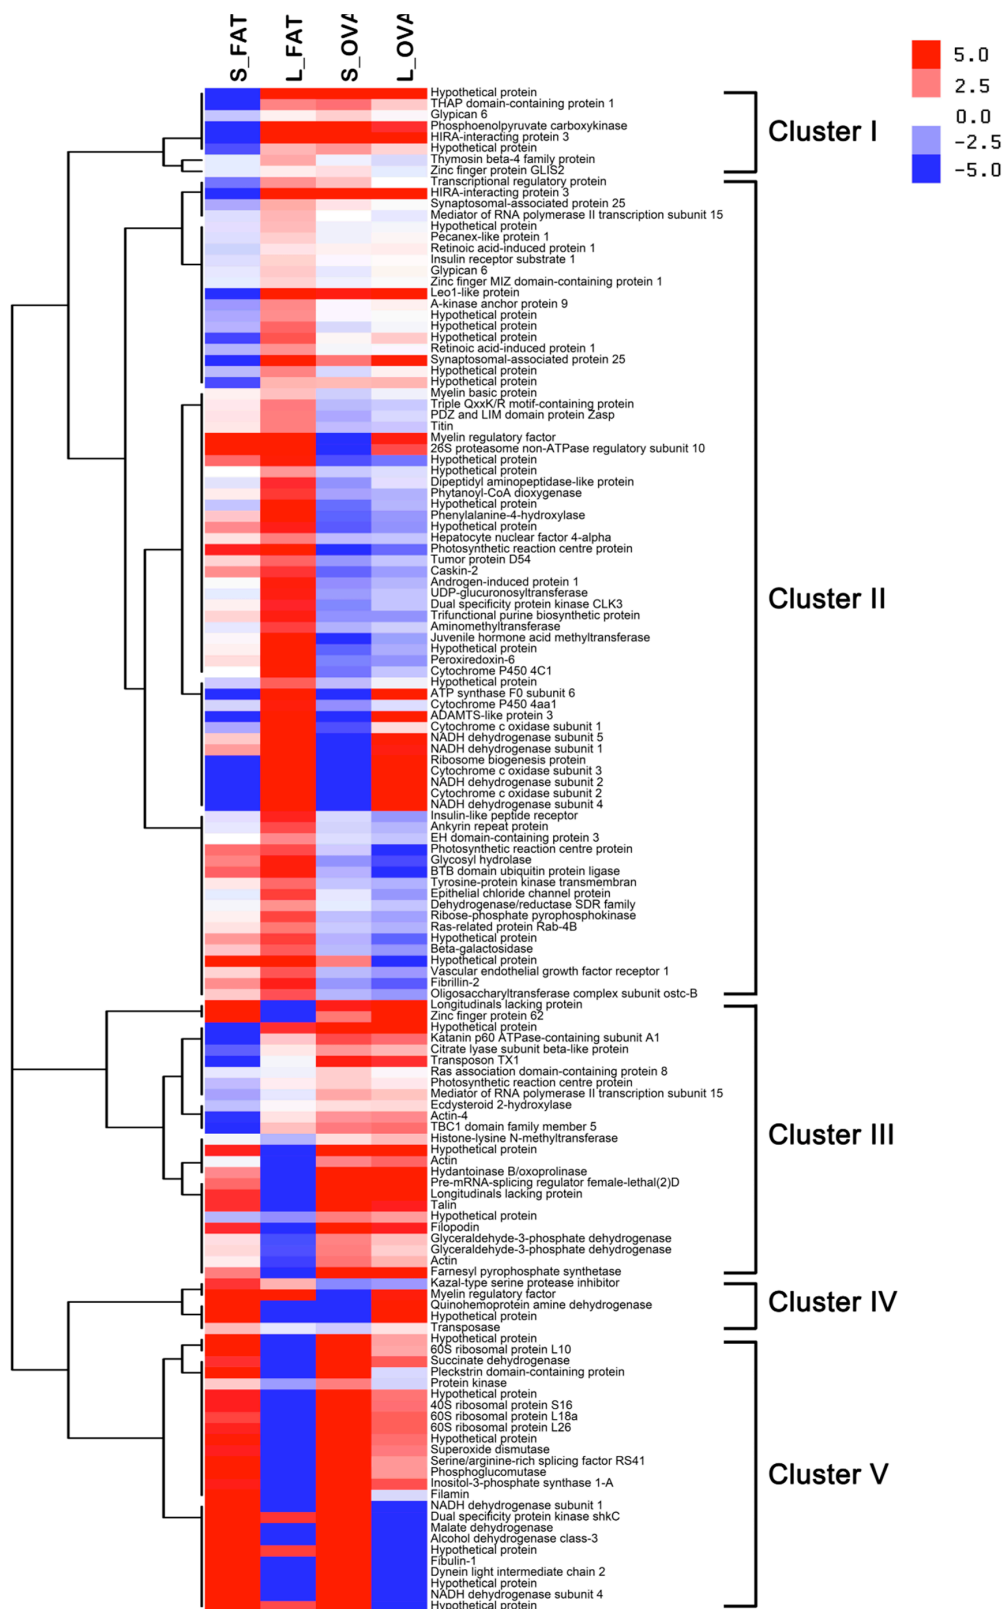 S_FAT
L_FAT
S_OVA
L_OVA
5.0
2.5
0.0
-2.5
-5.0
Hypothetical protein
THAP domain-containing protein 1
Glypican 6
Phosphoenolpyruvate carboxykinase
HIRA-interacting protein 3
Hypothetical protein
Thymosin beta-4 family protein
Zinc finger protein GLIS2
Cluster I
Transcriptional regulatory protein
HIRA-interacting protein 3
Synaptosomal-associated protein 25
Mediator of RNA polymerase II transcription subunit 15
Hypothetical protein
Pecanex-like protein 1
Retinoic acid-induced protein 1
Insulin receptor substrate 1
Glypican 6
Zinc finger MIZ domain-containing protein 1
Leo1-like protein
A-kinase anchor protein 9
Hypothetical protein
Hypothetical protein
Hypothetical protein
Retinoic acid-induced protein 1
Synaptosomal-associated protein 25
Hypothetical protein
Hypothetical protein
Myelin basic protein
Triple QxxK/R motif-containing protein
PDZ and LIM domain protein Zasp
Titin
Myelin regulatory factor
26S proteasome non-ATPase regulatory subunit 10
Hypothetical protein
Hypothetical protein
Dipeptidyl aminopeptidase-like protein
Phytanoyl-CoA dioxygenase
Hypothetical protein
Phenylalanine-4-hydroxylase
Hypothetical protein
Hepatocyte nuclear factor 4-alpha
Photosynthetic reaction centre protein
Tumor protein D54
Caskin-2
Androgen-induced protein 1
UDP-glucuronosyltransferase
Dual specificity protein kinase CLK3
Trifunctional purine biosynthetic protein
Aminomethyltransferase
Juvenile hormone acid methyltransferase
Hypothetical protein
Peroxiredoxin-6
Cytochrome P450 4C1
Hypothetical protein
ATP synthase F0 subunit 6
Cytochrome P450 4aa1
ADAMTS-like protein 3
Cytochrome c oxidase subunit 1
NADH dehydrogenase subunit 5
NADH dehydrogenase subunit 1
Ribosome biogenesis protein
Cytochrome c oxidase subunit 3
NADH dehydrogenase subunit 2
Cytochrome c oxidase subunit 2
NADH dehydrogenase subunit 4
Insulin-like peptide receptor
Ankyrin repeat protein
EH domain-containing protein 3
Photosynthetic reaction centre protein
Glycosyl hydrolase
BTB domain ubiquitin protein ligase
Tyrosine-protein kinase transmembran
Epithelial chloride channel protein
Dehydrogenase/reductase SDR family
Ribose-phosphate pyrophosphokinase
Ras-related protein Rab-4B
Hypothetical protein
Beta-galactosidase
Hypothetical protein
Vascular endothelial growth factor receptor 1
Fibrillin-2
Oligosaccharyltransferase complex subunit ostc-B
Cluster II
Longitudinals lacking protein
Zinc finger protein 62
Hypothetical protein
Katanin p60 ATPase-containing subunit A1
Citrate lyase subunit beta-like protein
Transposon TX1
Ras association domain-containing protein 8
Photosynthetic reaction centre protein
Mediator of RNA polymerase II transcription subunit 15
Ecdysteroid 2-hydroxylase
Actin-4
TBC1 domain family member 5
Histone-lysine N-methyltransferase
Hypothetical protein
Actin
Hydantoinase B/oxoprolinase
Pre-mRNA-splicing regulator female-lethal(2)D
Longitudinals lacking protein
Talin
Hypothetical protein
Filopodin
Glyceraldehyde-3-phosphate dehydrogenase
Glyceraldehyde-3-phosphate dehydrogenase
Actin
Farnesyl pyrophosphate synthetase
Cluster III
Kazal-type serine protease inhibitor
Myelin regulatory factor
Quinohemoprotein amine dehydrogenase
Hypothetical protein
Transposase
Cluster IV
Hypothetical protein
60S ribosomal protein L10
Succinate dehydrogenase
Pleckstrin domain-containing protein
Protein kinase
Hypothetical protein
40S ribosomal protein S16
60S ribosomal protein L18a
60S ribosomal protein L26
Hypothetical protein
Superoxide dismutase
Serine/arginine-rich splicing factor RS41
Phosphoglucomutase
Inositol-3-phosphate synthase 1-A
Filamin
NADH dehydrogenase subunit 1
Dual specificity protein kinase shkC
Malate dehydrogenase
Alcohol dehydrogenase class-3
Hypothetical protein
Fibulin-1
Dynein light intermediate chain 2
Hypothetical protein
NADH dehydrogenase subunit 4
Hypothetical protein
Cluster V